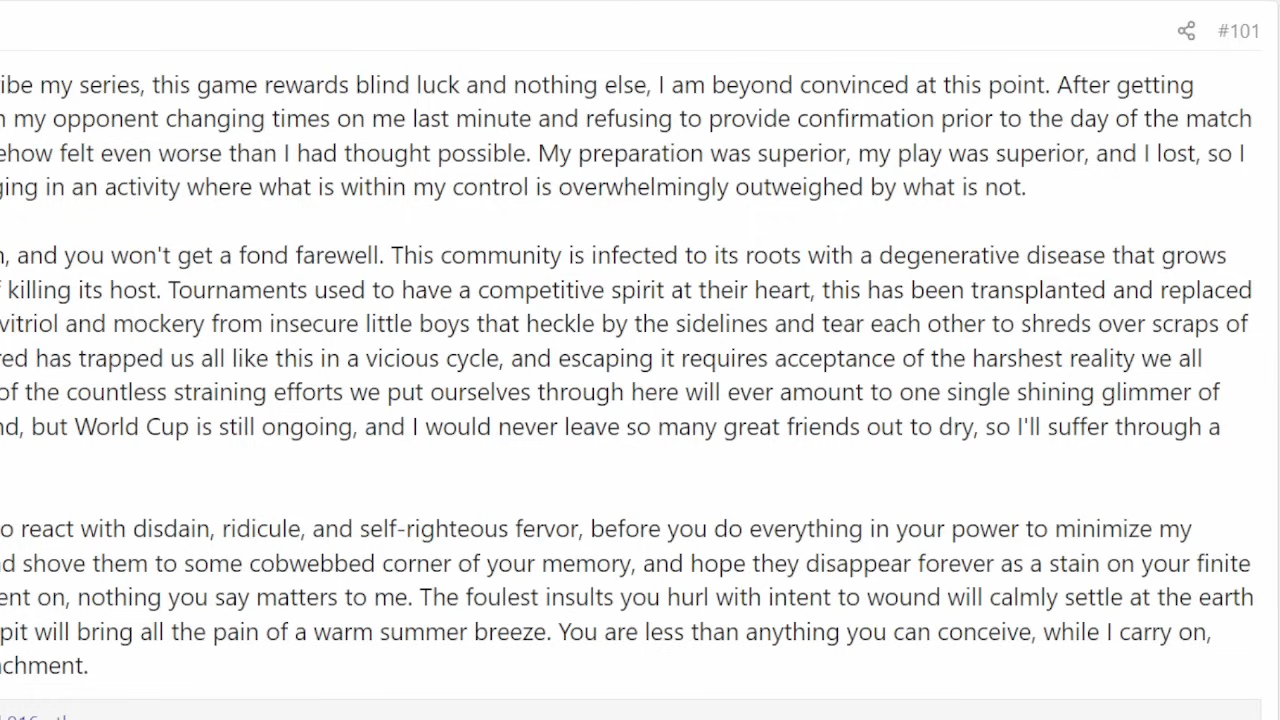 #101
my series, this game rewards blind luck and nothing else, I am beyond convinced at this point. After getting
my opponent changing times on me last minute and refusing to provide confirmation prior to the day of the match
felt even worse than I had thought possible. My preparation was superior, my play was superior, and I lost, so I
in an activity where what is within my control is overwhelmingly outweighed by what is not.
and you won't get a fond farewell. This community is infected to its roots with a degenerative disease that grows
killing its host. Tournaments used to have a competitive spirit at their heart, this has been transplanted and replaced
vitriol and mockery from insecure little boys that heckle by the sidelines and tear each other to shreds over scraps of
has trapped us all like this in a vicious cycle, and escaping it requires acceptance of the harshest reality we all
of the countless straining efforts we put ourselves through here will ever amount to one single shining glimmer of
but World Cup is still ongoing, and I would never leave so many great friends out to dry, so I'll suffer through a
react with disdain, ridicule, and self-righteous fervor, before you do everything in your power to minimize my
shove them to some cobwebbed corner of your memory, and hope they disappear forever as a stain on your finite
on, nothing you say matters to me. The foulest insults you hurl with intent to wound will calmly settle at the earth
will bring all the pain of a warm summer breeze. You are less than anything you can conceive, while I carry on,